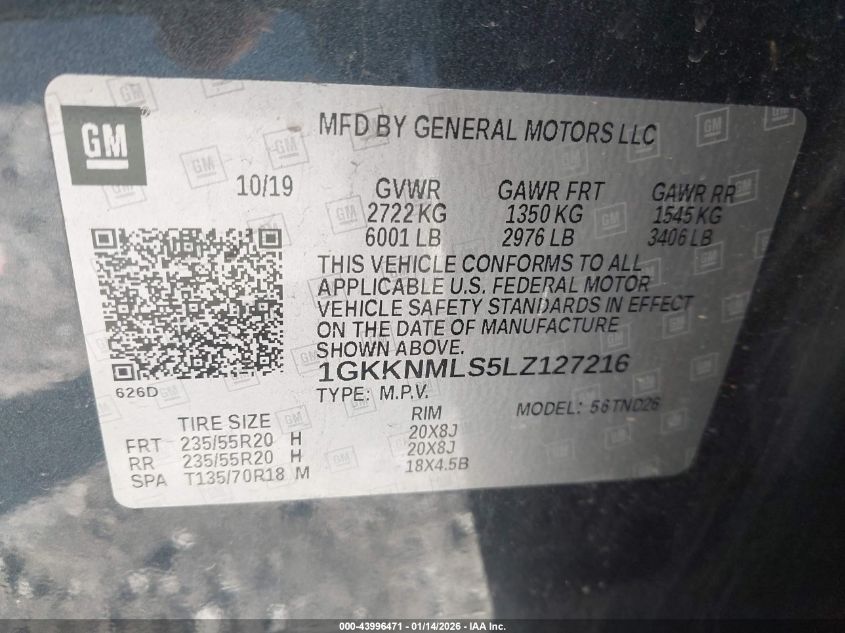 GM
MFD BY GENERAL MOTORS LLC
10/19
GVWR GAWR FRT GAWR RR
2722 KG 1350 KG 1545 KG
6001 LB 2976 LB 3406 LB
THIS VEHICLE CONFORMS TO ALL
APPLICABLE U.S. FEDERAL MOTOR
VEHICLE SAFETY STANDARDS IN EFFECT
ON THE DATE OF MANUFACTURE
SHOWN ABOVE.
1GKKNMLS5LZ127216
626D
TYPE: M.P.V. MODEL: 56TND26
TIRE SIZE RIM
FRT 235/55R20 H 20X8J
RR 235/55R20 H 20X8J
SPA T135/70R18 M 18X4.5B
000-43996471 - 01/14/2026 - IAA Inc.